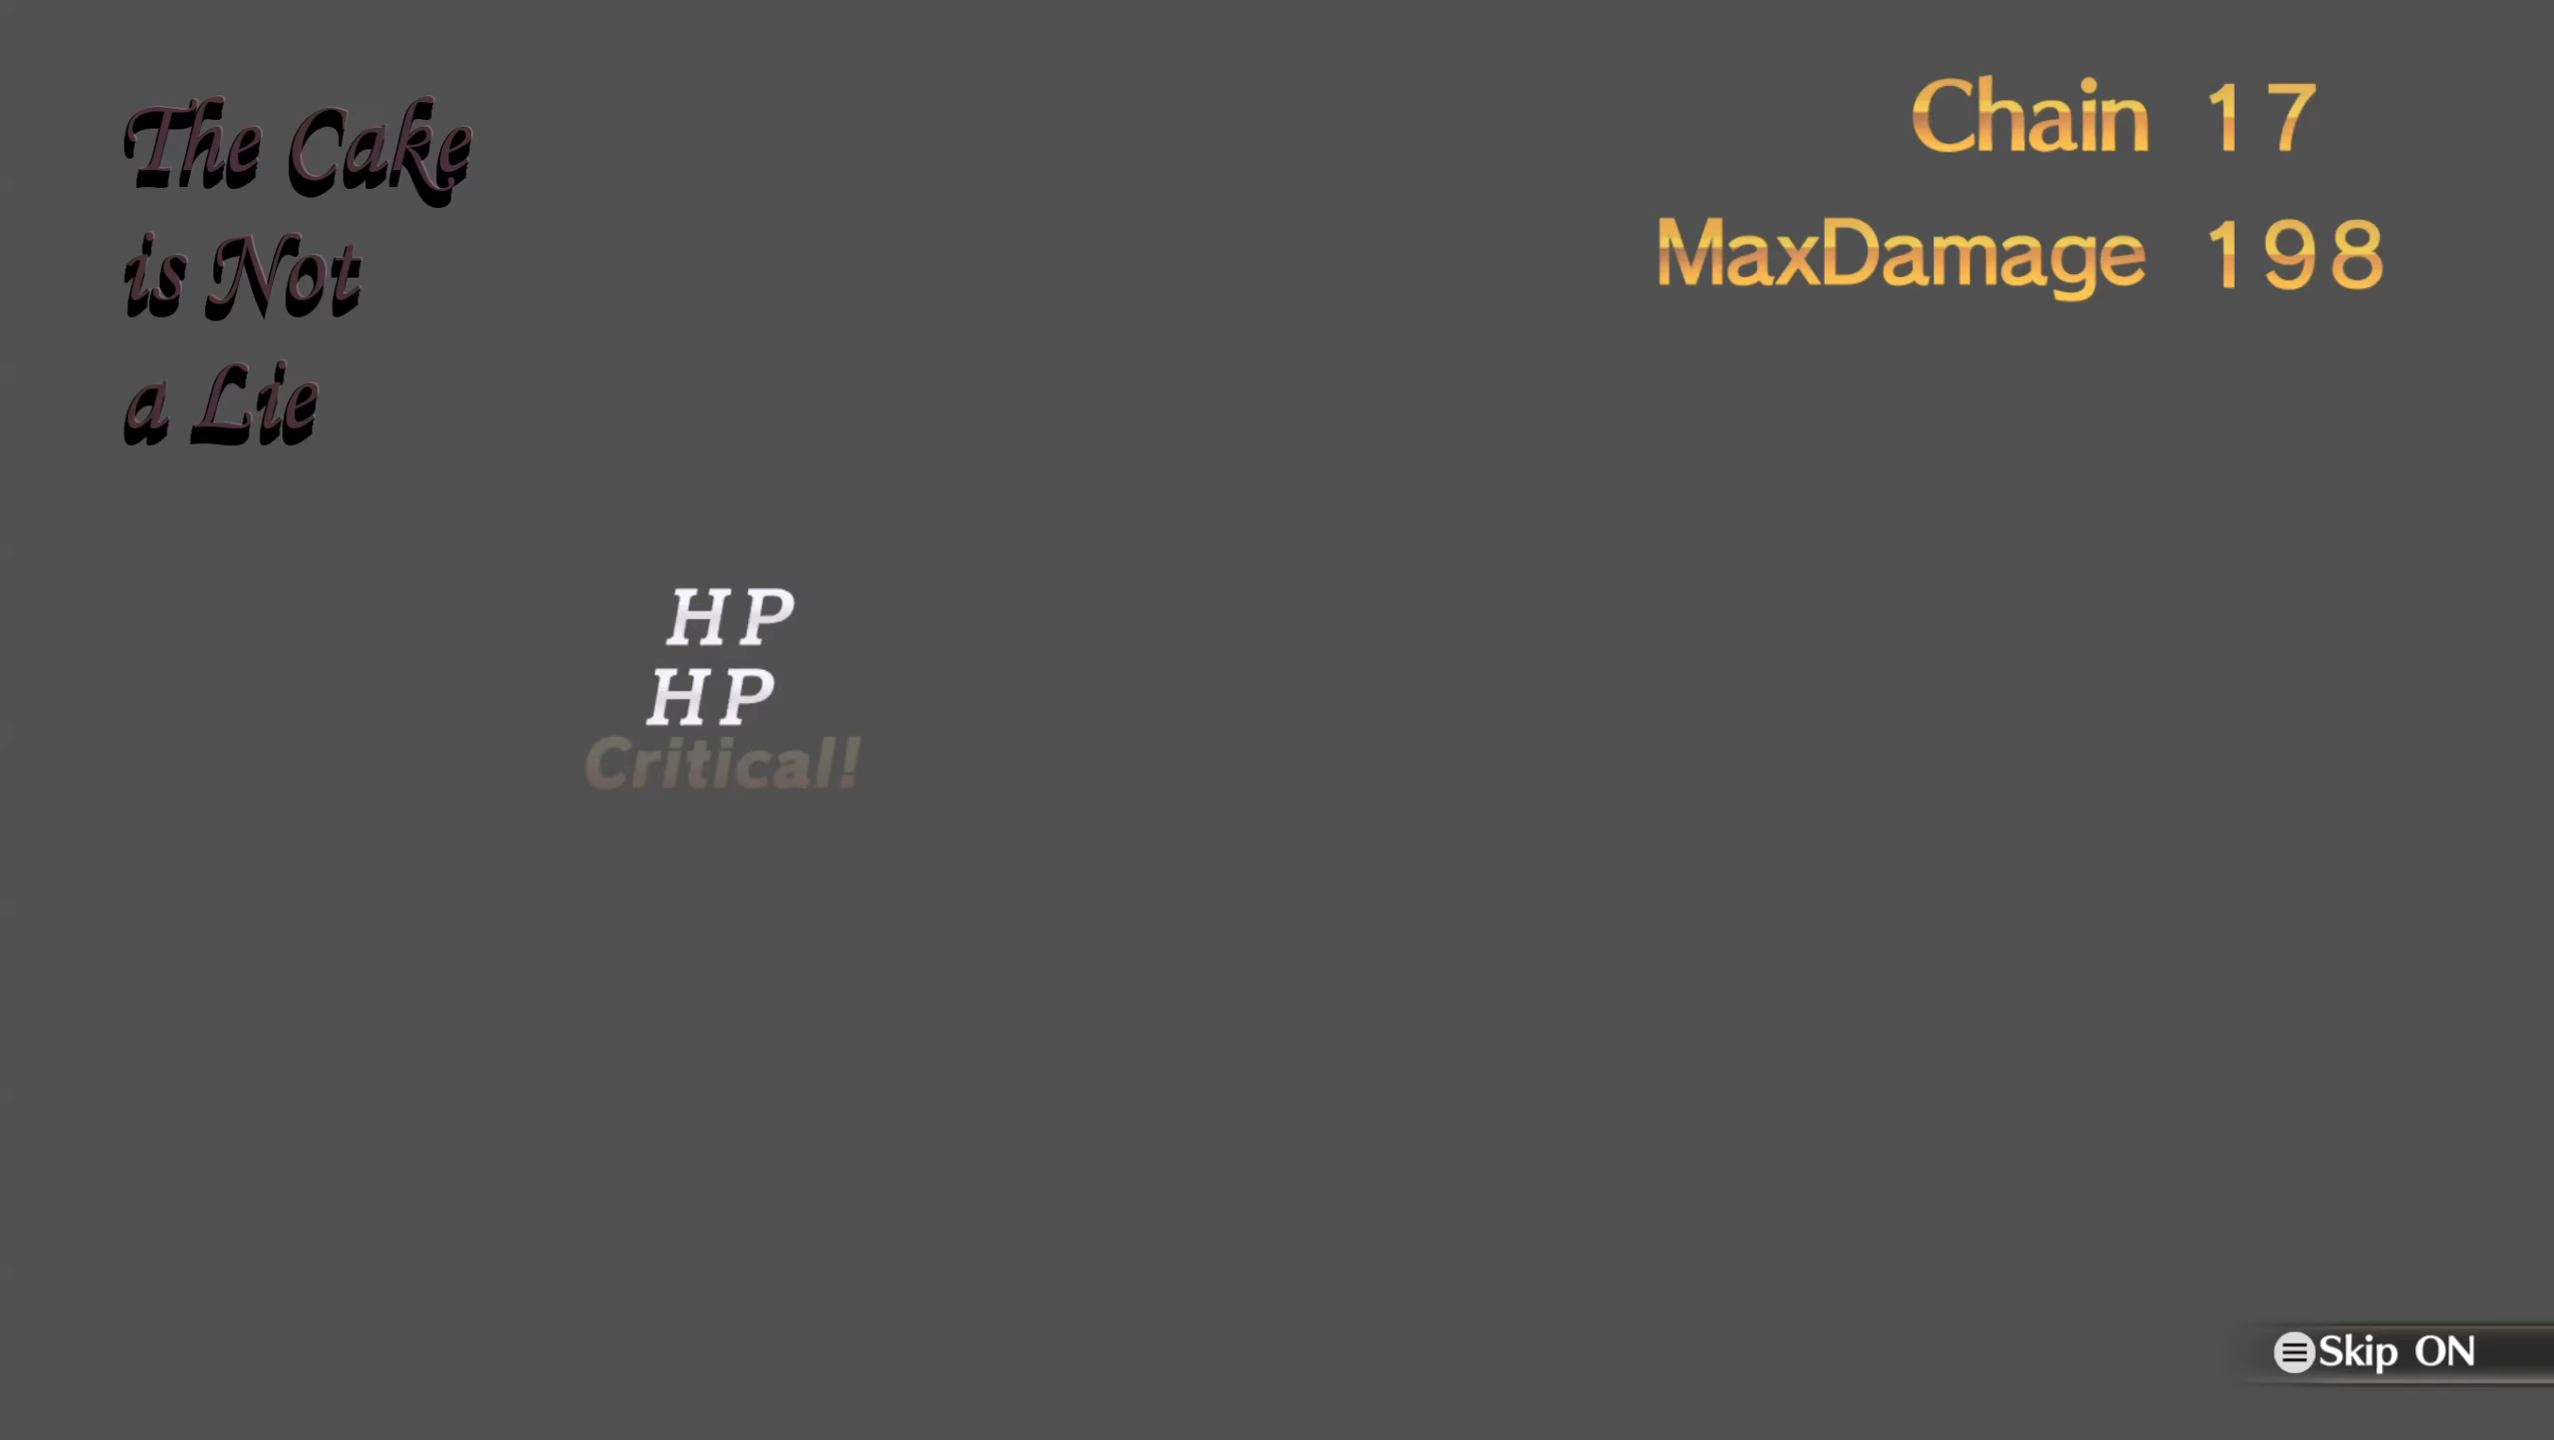 The Cake
is Not
a Lie
Chain 17
MaxDamage 198
HP
HP
Critical!
Skip ON